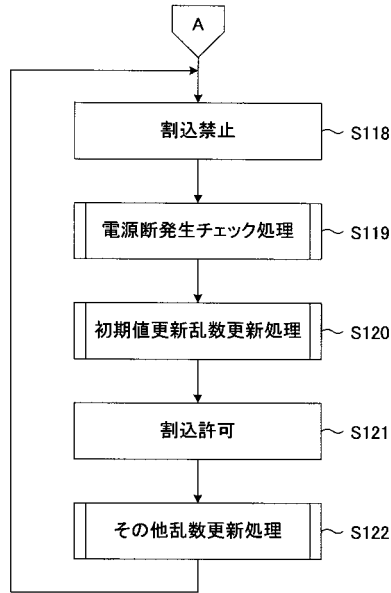 A
割込禁止
S118
電源断発生チェック処理
S119
初期値更新乱数更新処理
S120
割込許可
S121
その他乱数更新処理
S122